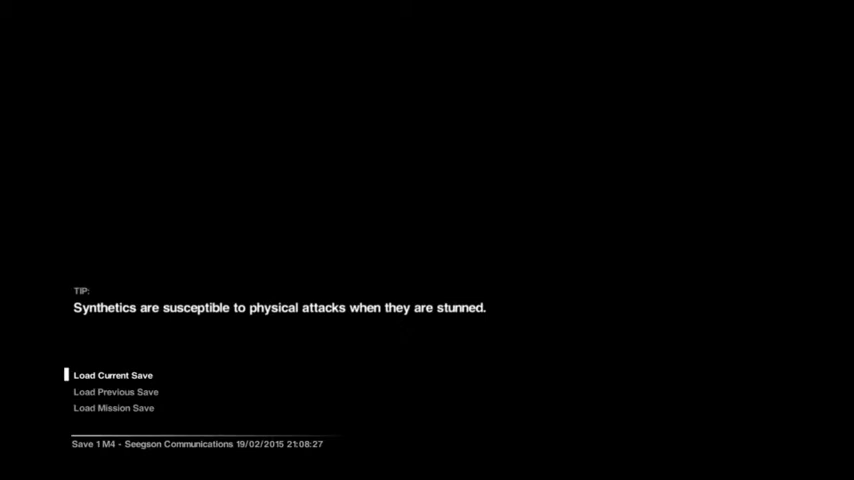 TIP:
Synthetics are susceptible to physical attacks when they are stunned.
Load Current Save
Load Previous Save
Load Mission Save
Save 1 M4 - Seegson Communications 19/02/2015 21:08:27